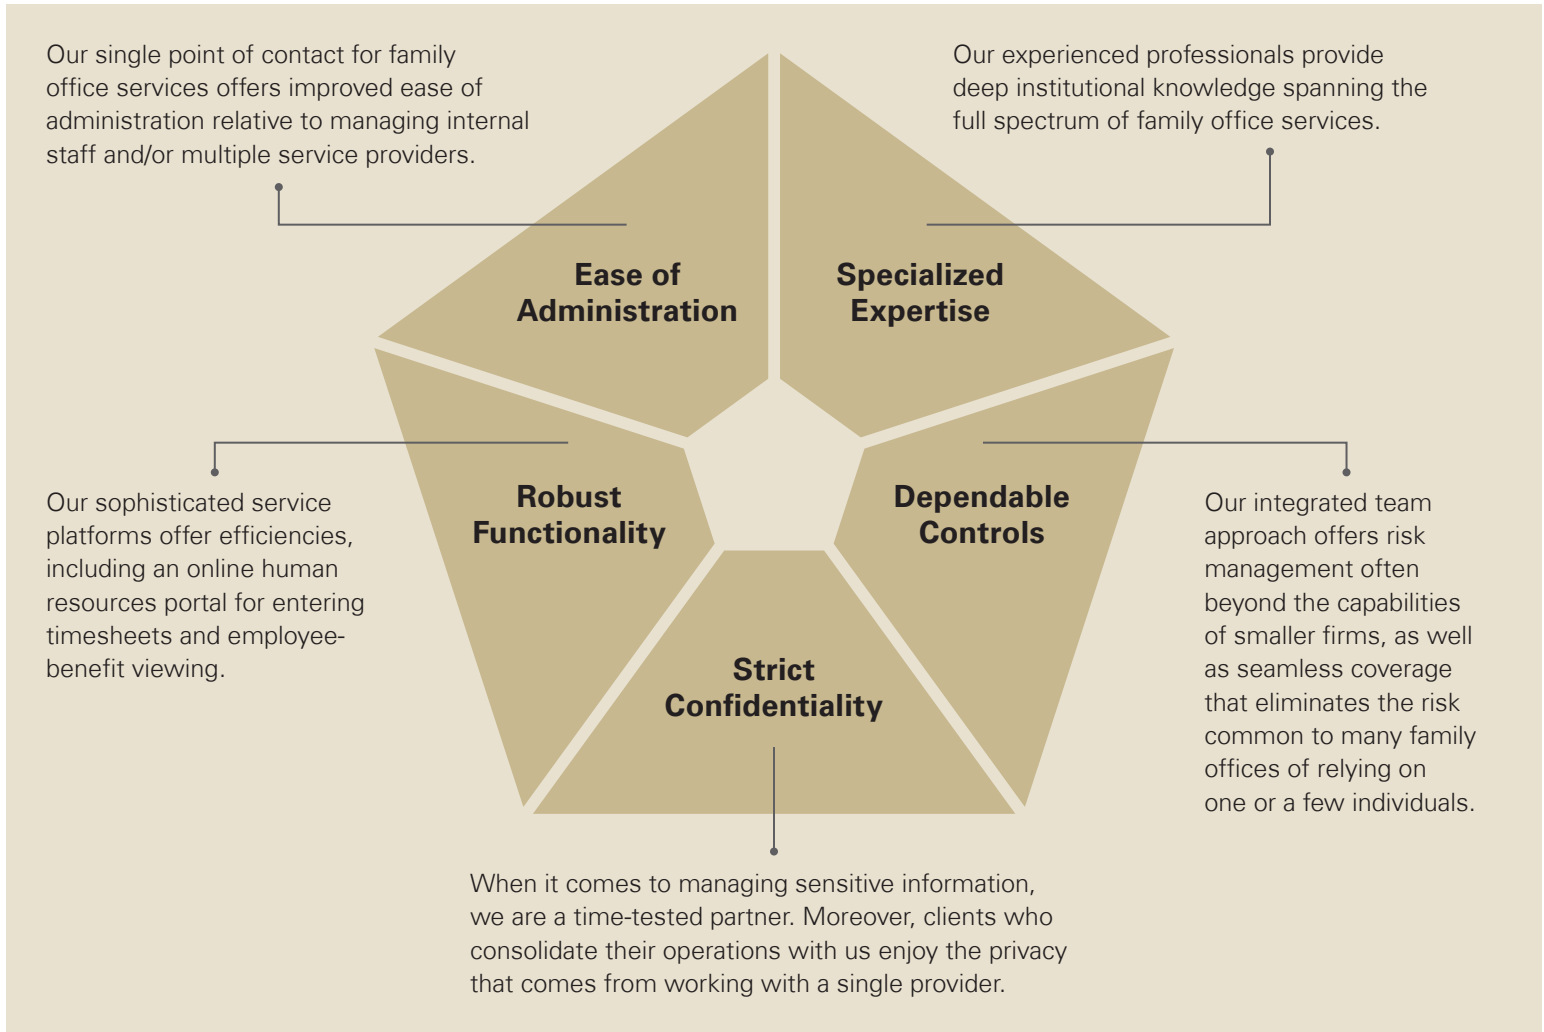 Our single point of contact for family
office services offers improved ease of
administration relative to managing internal
staff and/or multiple service providers.
Our experienced professionals provide
deep institutional knowledge spanning the
full spectrum of family office services.
Ease of
Administration
Specialized
Expertise
Robust
Functionality
Dependable
Controls
Our sophisticated service
platforms offer efficiencies,
including an online human
resources portal for entering
timesheets and employee-
benefit viewing.
Our integrated team
approach offers risk
management often
beyond the capabilities
of smaller firms, as well
as seamless coverage
that eliminates the risk
common to many family
offices of relying on
one or a few individuals.
Strict
Confidentiality
When it comes to managing sensitive information,
we are a time-tested partner. Moreover, clients who
consolidate their operations with us enjoy the privacy
that comes from working with a single provider.